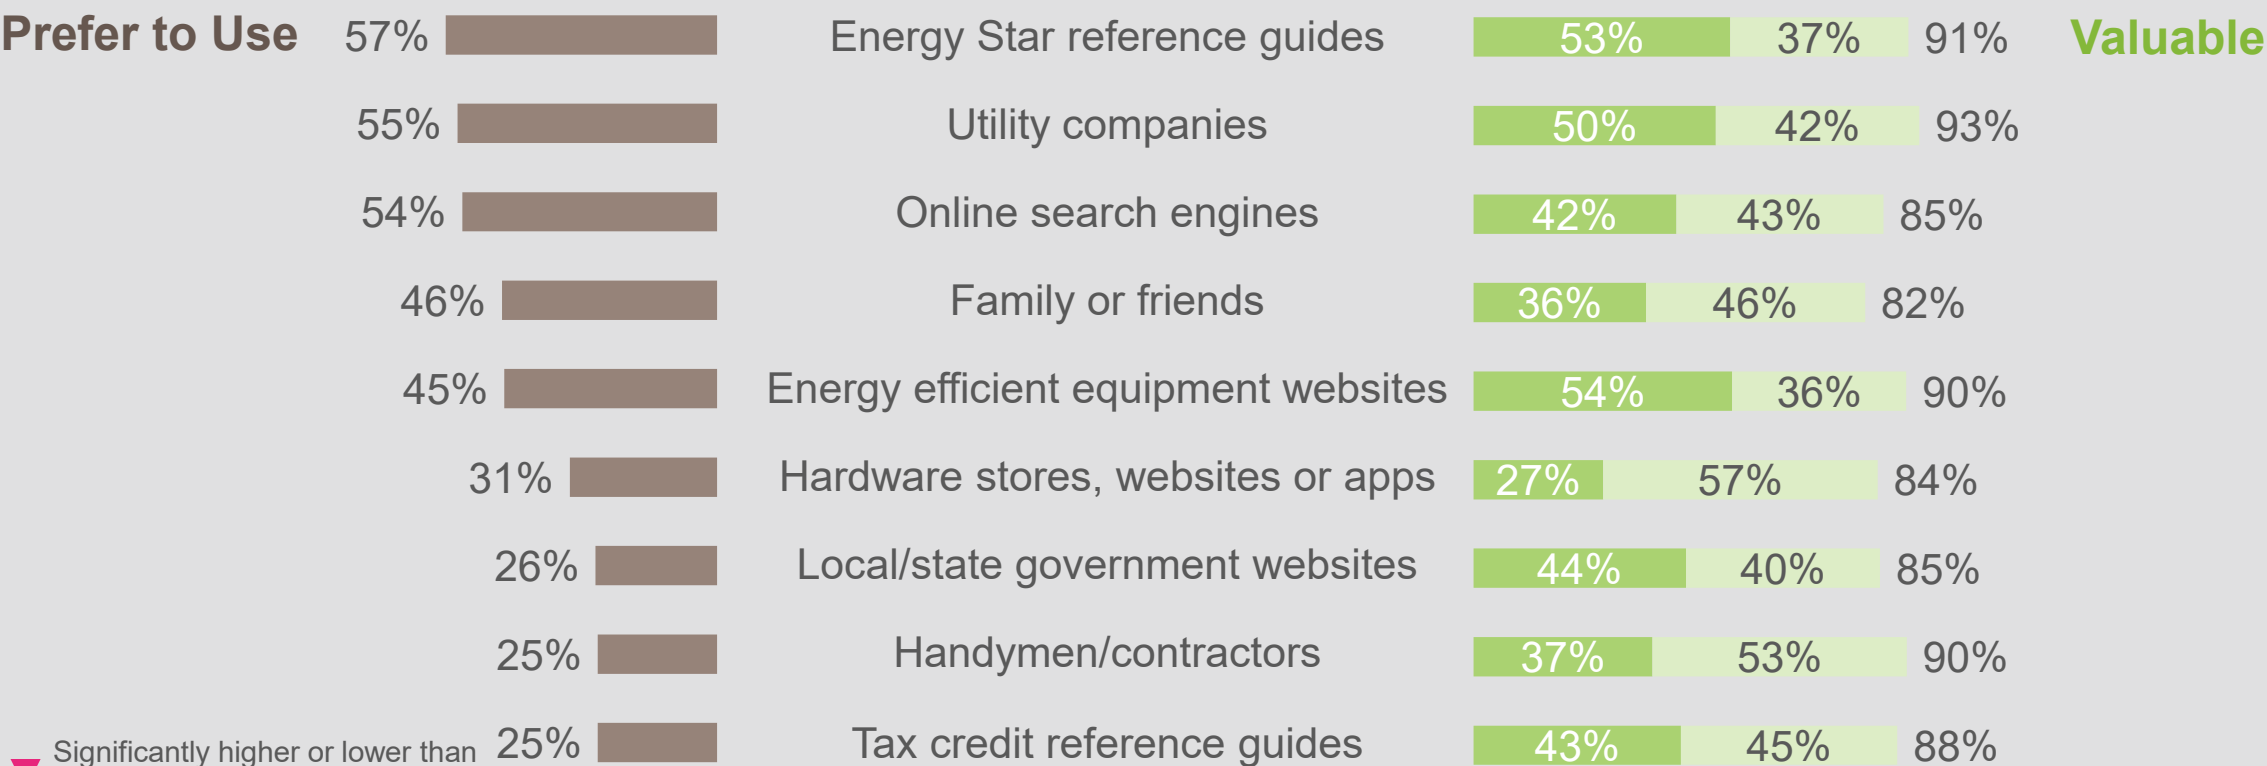 Prefer to Use 57% Energy Star reference guides 53% 37% 91% Valuable
55% Utility companies 50% 42% 93%
54% Online search engines 42% 43% 85%
46% Family or friends 36% 46% 82%
45% Energy efficient equipment websites 54% 36% 90%
31% Hardware stores, websites or apps 27% 57% 84%
26% Local/state government websites 44% 40% 85%
25% Handymen/contractors 37% 53% 90%
25% Tax credit reference guides 43% 45% 88%
Significantly higher or lower than